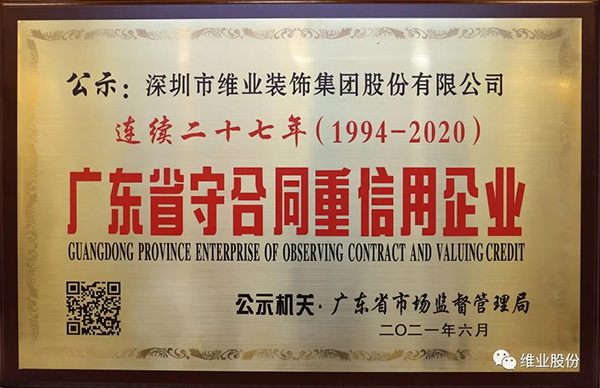 公示：深圳市维业装饰集团股份有限公司
连续二十七年（1994-2020）
广东省守合同重信用企业
GUANGDONG PROVINCE ENTERPRISE OF OBSERVING CONTRACT AND VALUING CREDIT
公示机关·广东省市场监督管理局
二〇二一年六月
维业股份